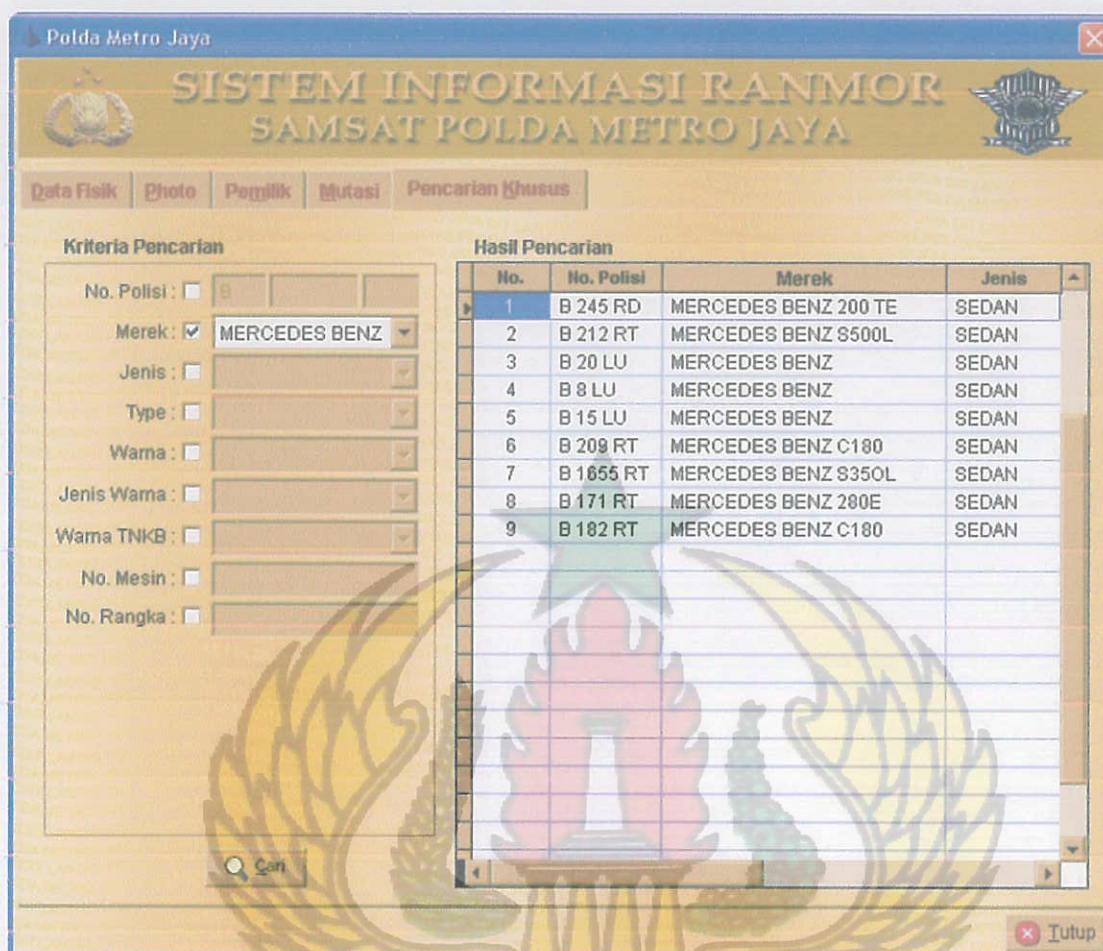 Polda Metro Jaya
SISTEM INFORMASI RANMOR
SAMSAT POLDA METRO JAYA
Data Fisik Photo Pemilik Mutasi Pencarian Khusus
Kriteria Pencarian
No. Polisi : B
Merek : MERCEDES BENZ
Jenis :
Type :
Warna :
Jenis Warna :
Warna TNKB :
No. Mesin :
No. Rangka :
Cari
Hasil Pencarian
No. No. Polisi Merek Jenis
1 B 245 RD MERCEDES BENZ 200 TE SEDAN
2 B 212 RT MERCEDES BENZ S500L SEDAN
3 B 20 LU MERCEDES BENZ SEDAN
4 B 8 LU MERCEDES BENZ SEDAN
5 B 15 LU MERCEDES BENZ SEDAN
6 B 209 RT MERCEDES BENZ C180 SEDAN
7 B 1655 RT MERCEDES BENZ S35OL SEDAN
8 B 171 RT MERCEDES BENZ 280E SEDAN
9 B 182 RT MERCEDES BENZ C180 SEDAN
Tutup